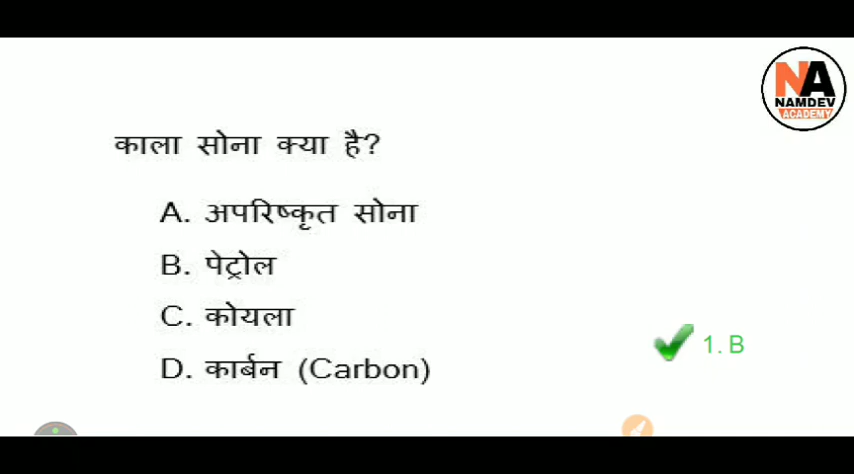 NA
NAMDEV
ACADEMY
काला सोना क्या है?
A. अपरिष्कृत सोना
B. पेट्रोल
C. कोयला
D. कार्बन (Carbon)
1. B